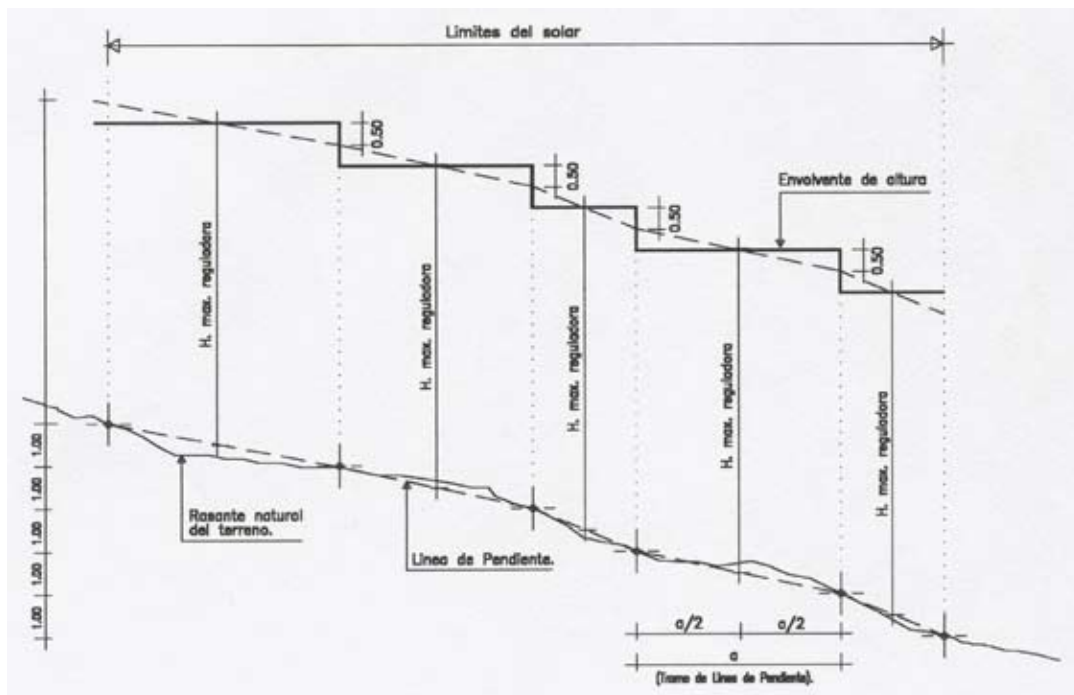 Limites del solar
0.50
0.50
0.50
0.50
Envolvente de altura
H. max. reguladora
H. max. reguladora
H. max. reguladora
H. max. reguladora
H. max. reguladora
1.00
1.00
1.00
1.00
1.00
Rasante natural
del terreno.
Linea de Pendiente.
a/2
a/2
a
(Tramo de Linea de Pendiente).